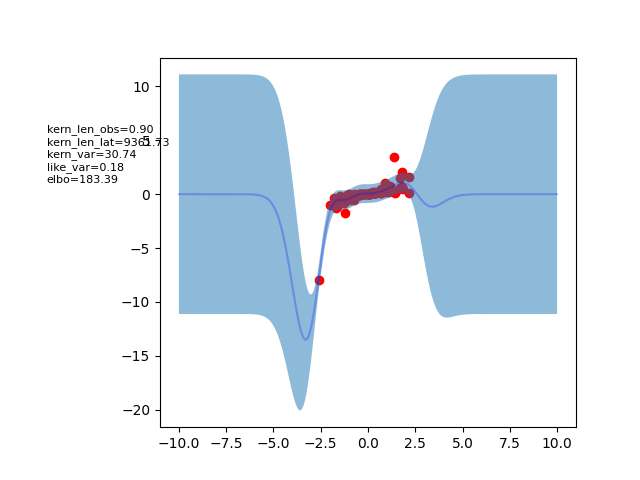 10
kern_len_obs=0.90
5
kern_len_lat=9361.73
kern_var=30.74
like_var=0.18
elbo=183.39
0
−5
−10
−15
−20
−10.0 −7.5 −5.0 −2.5 0.0 2.5 5.0 7.5 10.0